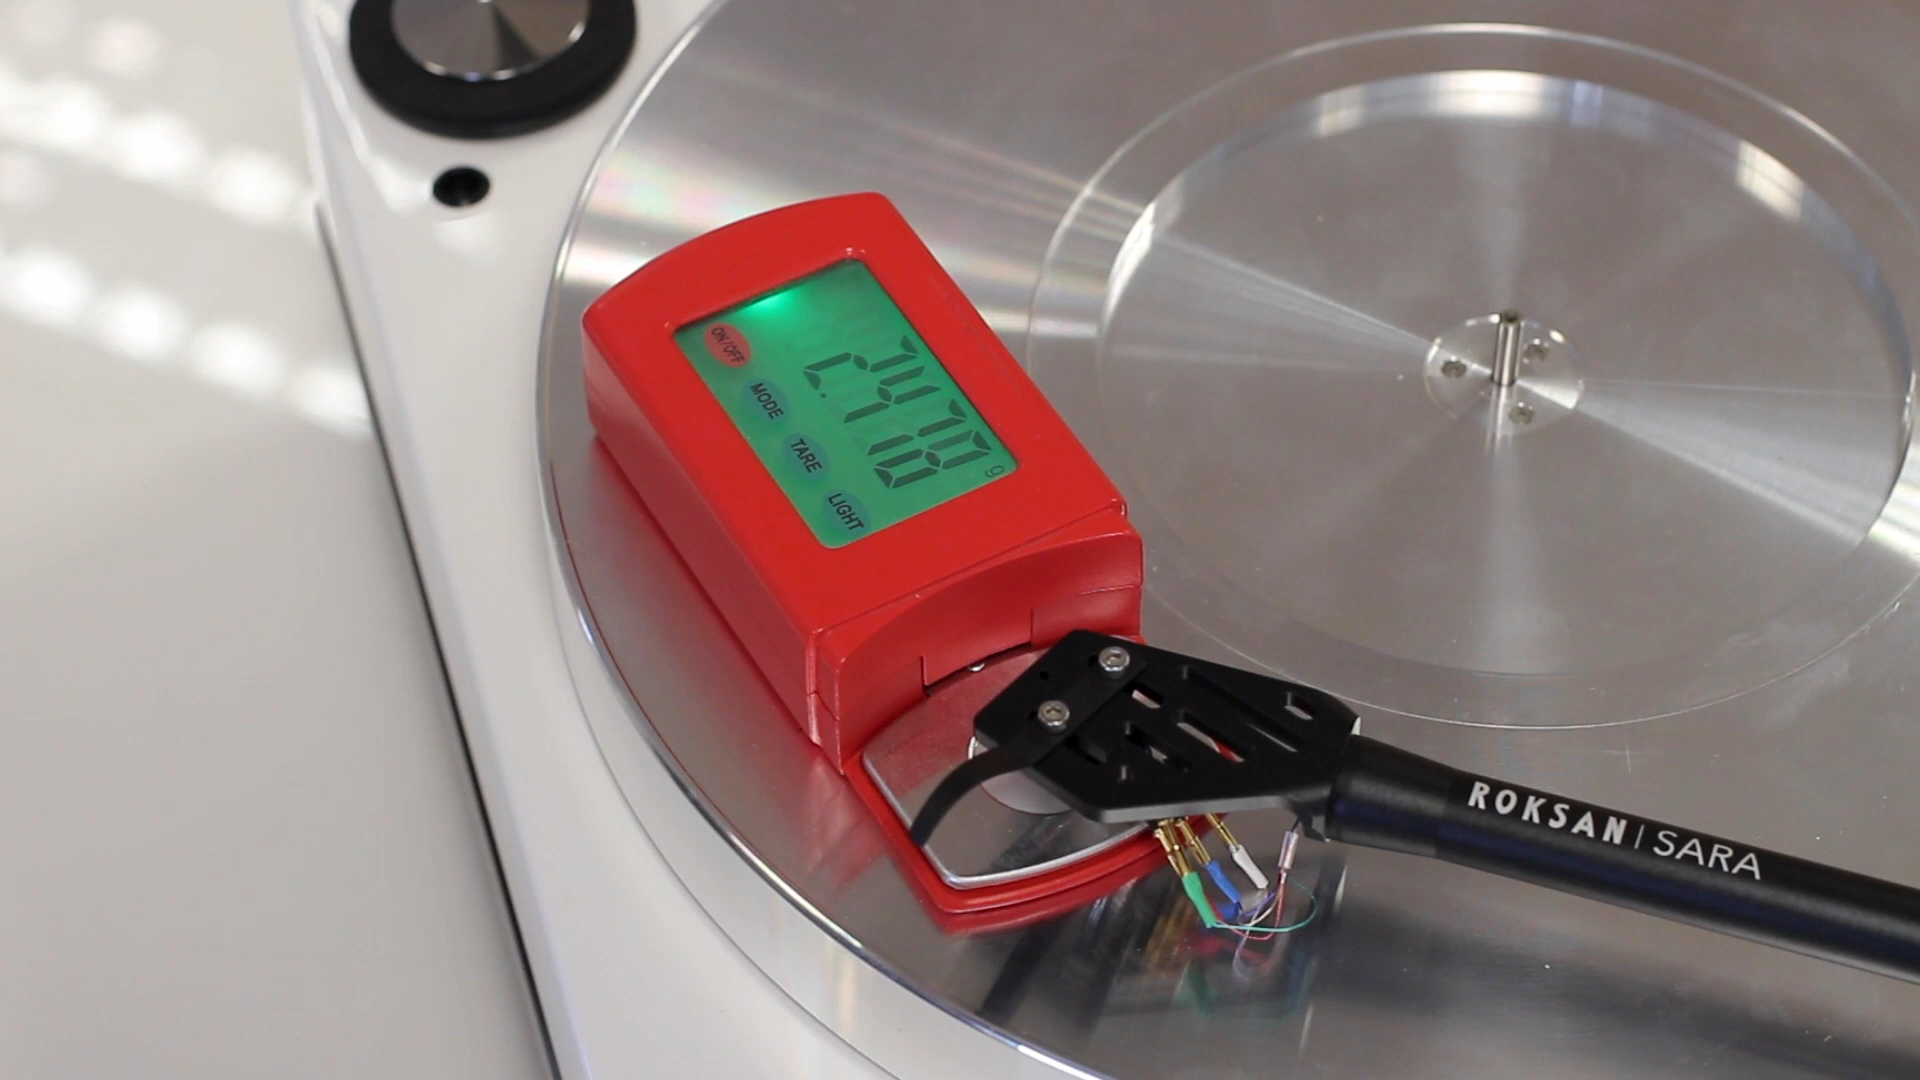 ON/OFF
MODE
TARE
LIGHT
2.478 g
ROKSAN | SARA